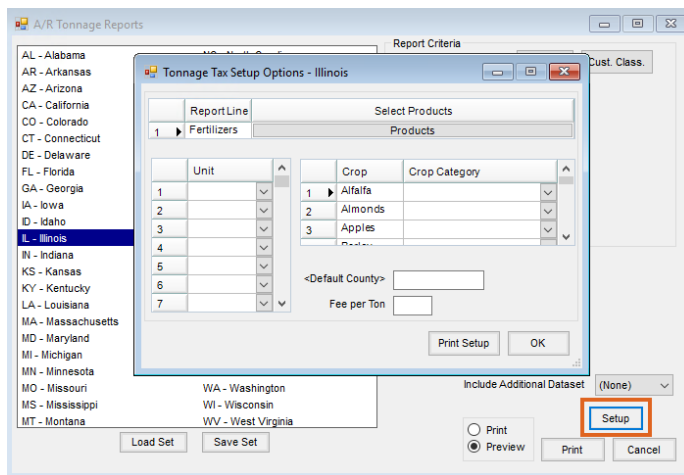 A/R Tonnage Reports
Report Criteria
Cust. Class.
AL - Alabama
AR - Arkansas
AZ - Arizona
CA - California
CO - Colorado
CT - Connecticut
DE - Delaware
FL - Florida
GA - Georgia
IA - Iowa
ID - Idaho
IL - Illinois
IN - Indiana
KS - Kansas
KY - Kentucky
LA - Louisiana
MA - Massachusetts
MD - Maryland
MI - Michigan
MN - Minnesota
MO - Missouri WA - Washington
MS - Mississippi WI - Wisconsin
MT - Montana WV - West Virginia
Tonnage Tax Setup Options - Illinois
Report Line Select Products
1 Fertilizers Products
Unit
1
2
3
4
5
6
7
Crop Crop Category
1 Alfalfa
2 Almonds
3 Apples
<Default County>
Fee per Ton
Print Setup OK
Include Additional Dataset (None)
Setup
Load Set Save Set
Print
Preview
Print Cancel